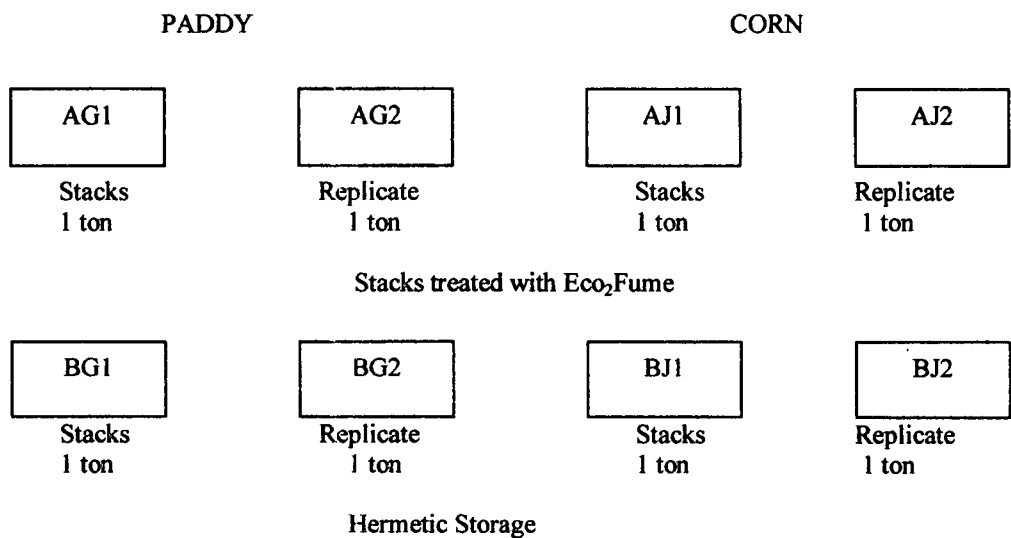 PADDY CORN
AG1 AG2 AJ1 AJ2
Stacks Replicate Stacks Replicate
1 ton 1 ton 1 ton 1 ton
Stacks treated with Eco₂Fume
BG1 BG2 BJ1 BJ2
Stacks Replicate Stacks Replicate
1 ton 1 ton 1 ton 1 ton
Hermetic Storage